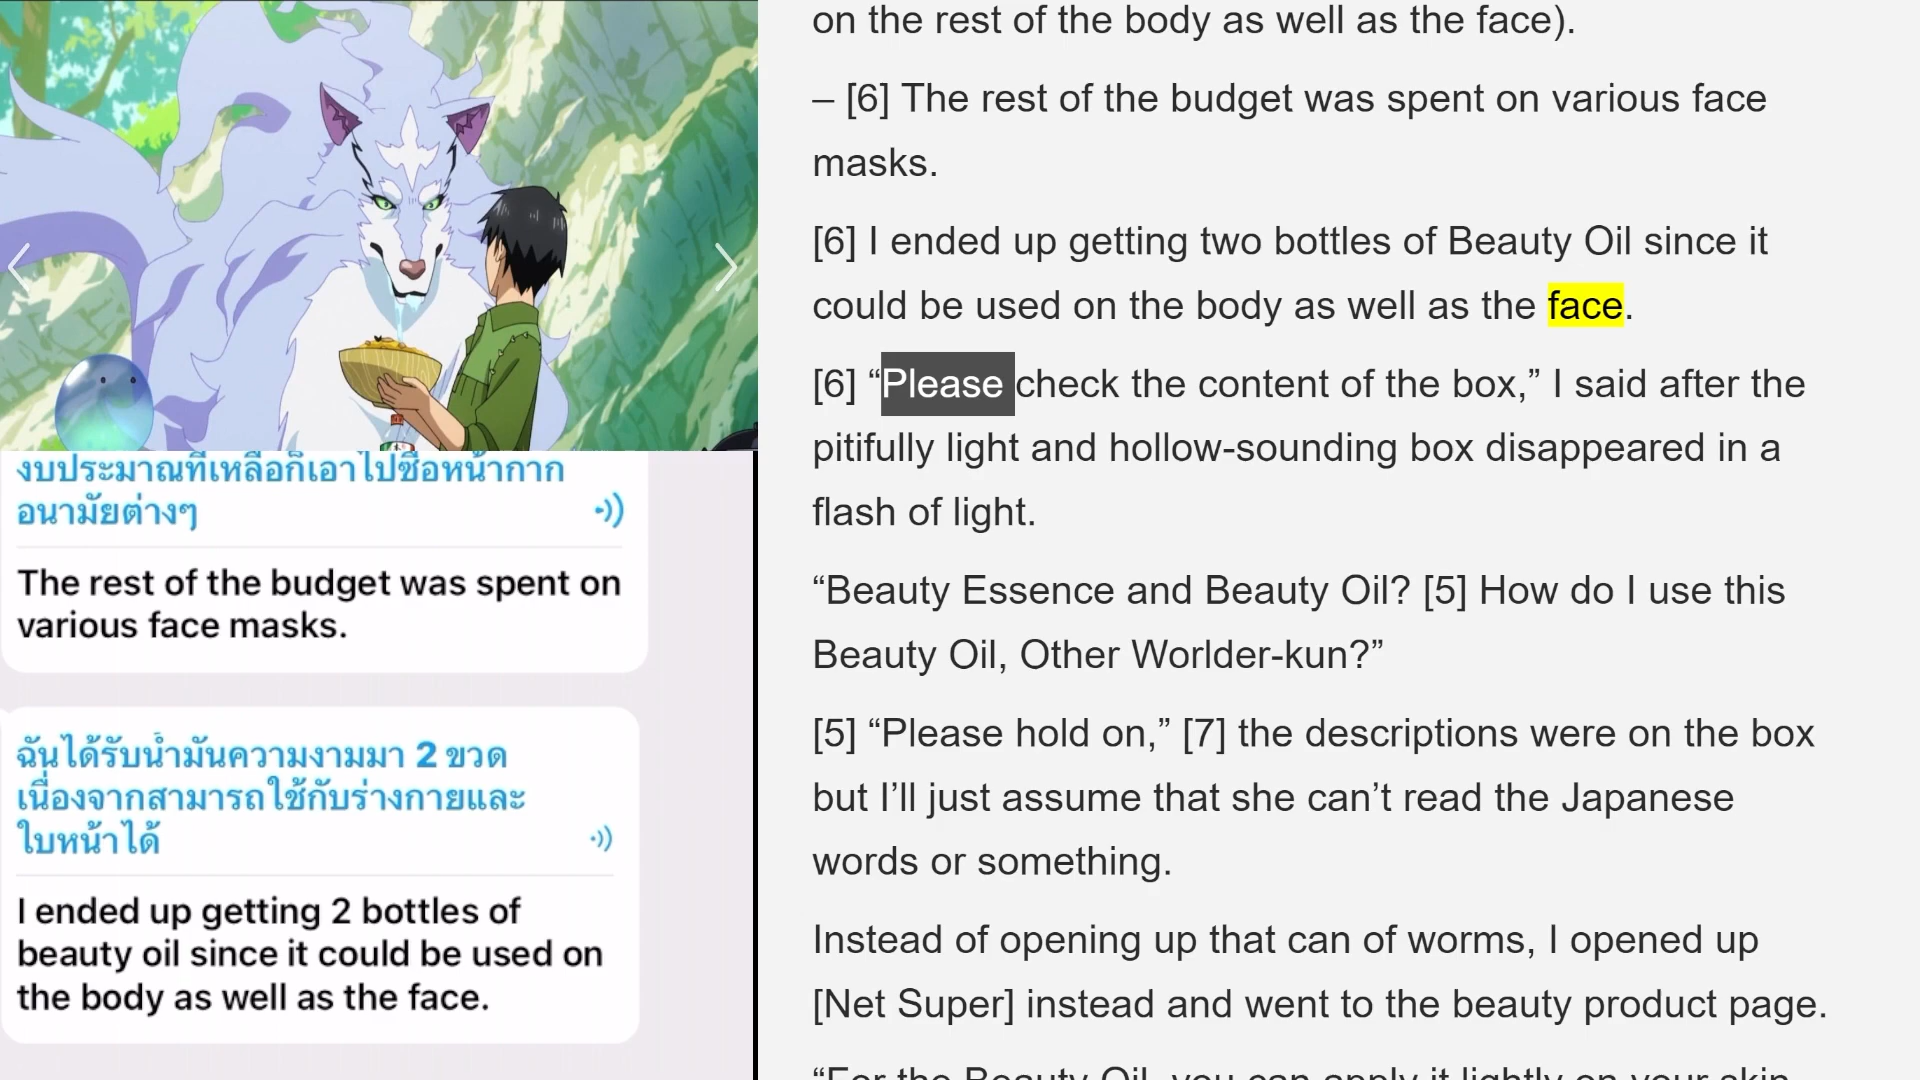 งบประมาณที่เหลือก็เอาไปซื้อหน้ากาก
อนามัยต่างๆ
The rest of the budget was spent on
various face masks.
ฉันได้รับน้ำมันความงามมา 2 ขวด
เนื่องจากสามารถใช้กับร่างกายและ
ใบหน้าได้
I ended up getting 2 bottles of
beauty oil since it could be used on
the body as well as the face.
on the rest of the body as well as the face).
– [6] The rest of the budget was spent on various face
masks.
[6] I ended up getting two bottles of Beauty Oil since it
could be used on the body as well as the face.
[6] “Please check the content of the box,” I said after the
pitifully light and hollow-sounding box disappeared in a
flash of light.
“Beauty Essence and Beauty Oil? [5] How do I use this
Beauty Oil, Other Worlder-kun?”
[5] “Please hold on,” [7] the descriptions were on the box
but I’ll just assume that she can’t read the Japanese
words or something.
Instead of opening up that can of worms, I opened up
[Net Super] instead and went to the beauty product page.
“For the Beauty Oil, you can apply it lightly on your skin